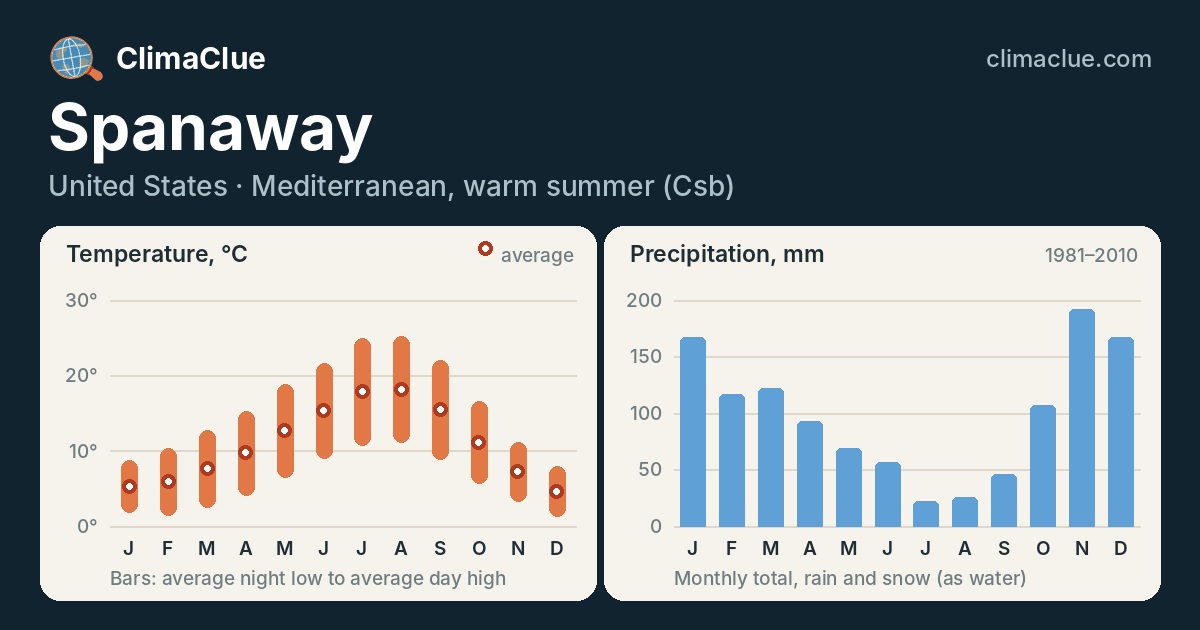 ClimaClue
climaclue.com
Spanaway
United States · Mediterranean, warm summer (Csb)
Temperature, °C
average
30°
20°
10°
0°
J F M A M J J A S O N D
Bars: average night low to average day high
Precipitation, mm
1981–2010
200
150
100
50
0
J F M A M J J A S O N D
Monthly total, rain and snow (as water)